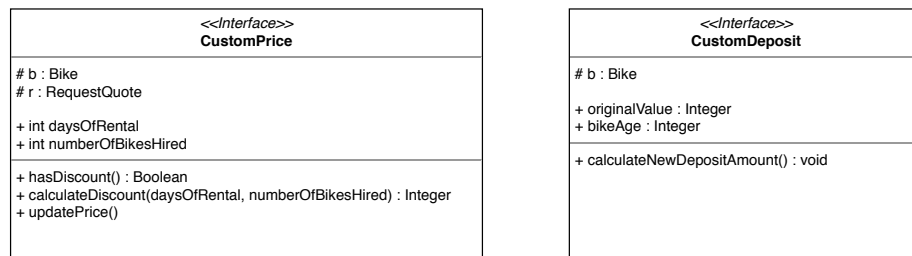 <<Interface>>
CustomPrice
# b : Bike
# r : RequestQuote
+ int daysOfRental
+ int numberOfBikesHired
+ hasDiscount() : Boolean
+ calculateDiscount(daysOfRental, numberOfBikesHired) : Integer
+ updatePrice()
<<Interface>>
CustomDeposit
# b : Bike
+ originalValue : Integer
+ bikeAge : Integer
+ calculateNewDepositAmount() : void